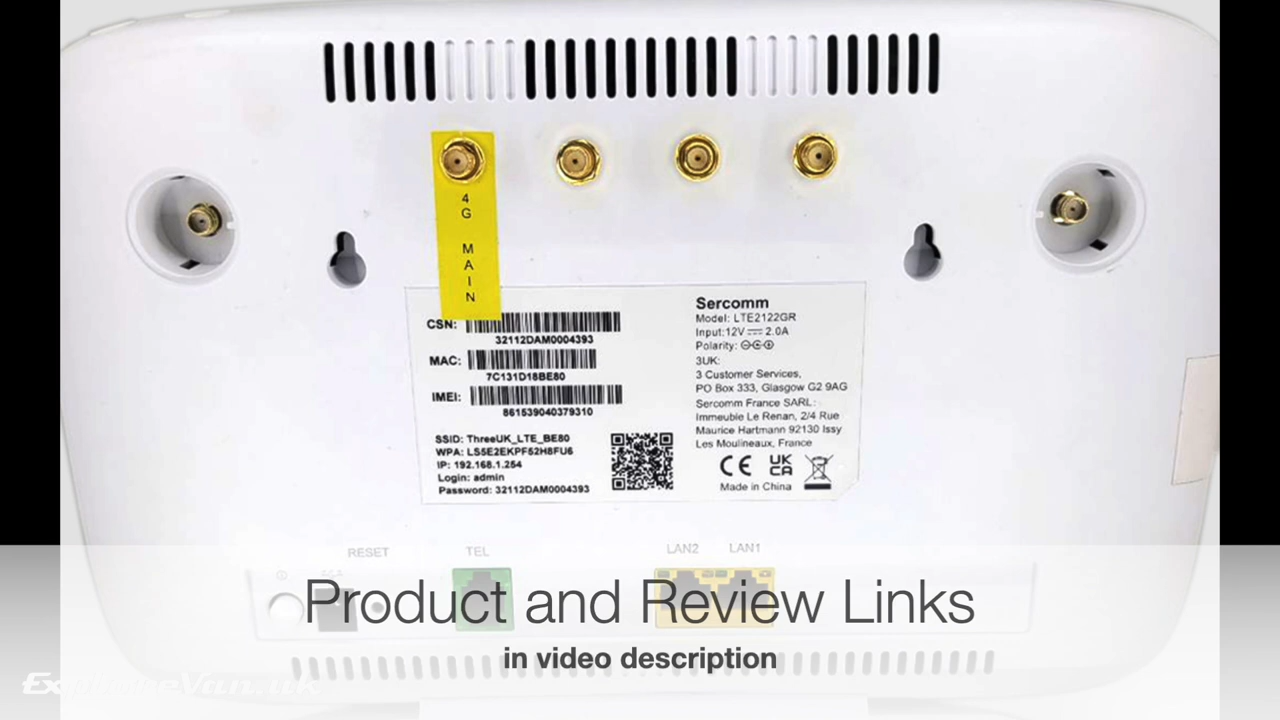 4
G
M
A
I
N
CSN:
32112DAM0004393
MAC:
7C131D18BE80
IMEI:
861539040379310
SSID: ThreeUK_LTE_BE80
WPA: LS5E2EKPF52H8FU6
IP: 192.168.1.254
Login: admin
Password: 32112DAM0004393
Sercomm
Model: LTE2122GR
Input:12V 2.0A
Polarity:
3UK:
3 Customer Services,
PO Box 333, Glasgow G2 9AG
Sercomm France SARL:
Immeuble Le Renan, 2/4 Rue
Maurice Hartmann 92130 Issy
Les Moulineaux, France
CE UK
CA
Made in China
RESET
TEL
LAN2
LAN1
Product and Review Links
in video description
ExploreVan.uk